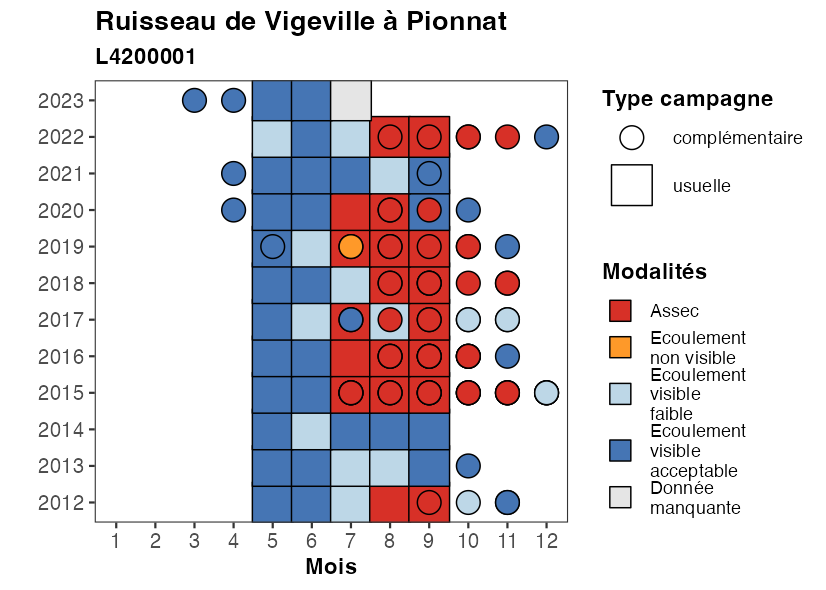 Ruisseau de Vigeville à Pionnat
L4200001
2023
2022
2021
2020
2019
2018
2017
2016
2015
2014
2013
2012
1 2 3 4 5 6 7 8 9 10 11 12
Mois
Type campagne
complémentaire
usuelle
Modalités
Assec
Ecoulement
non visible
Ecoulement
visible
faible
Ecoulement
visible
acceptable
Donnée
manquante